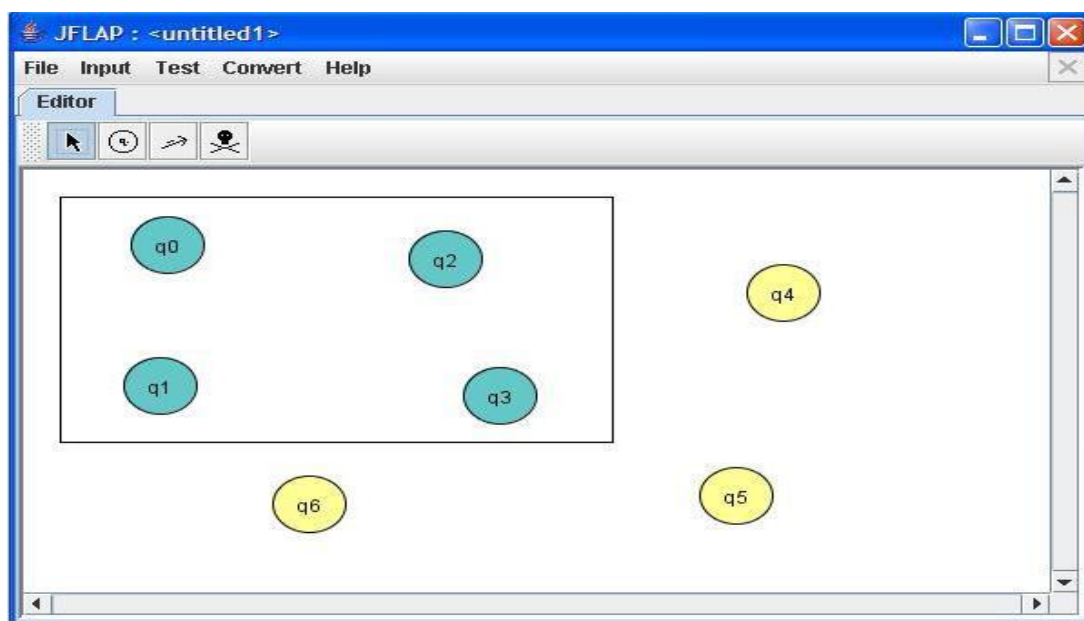 JFLAP : <untitled1>
File Input Test Convert Help
Editor
q
q0
q2
q4
q1
q3
q6
q5